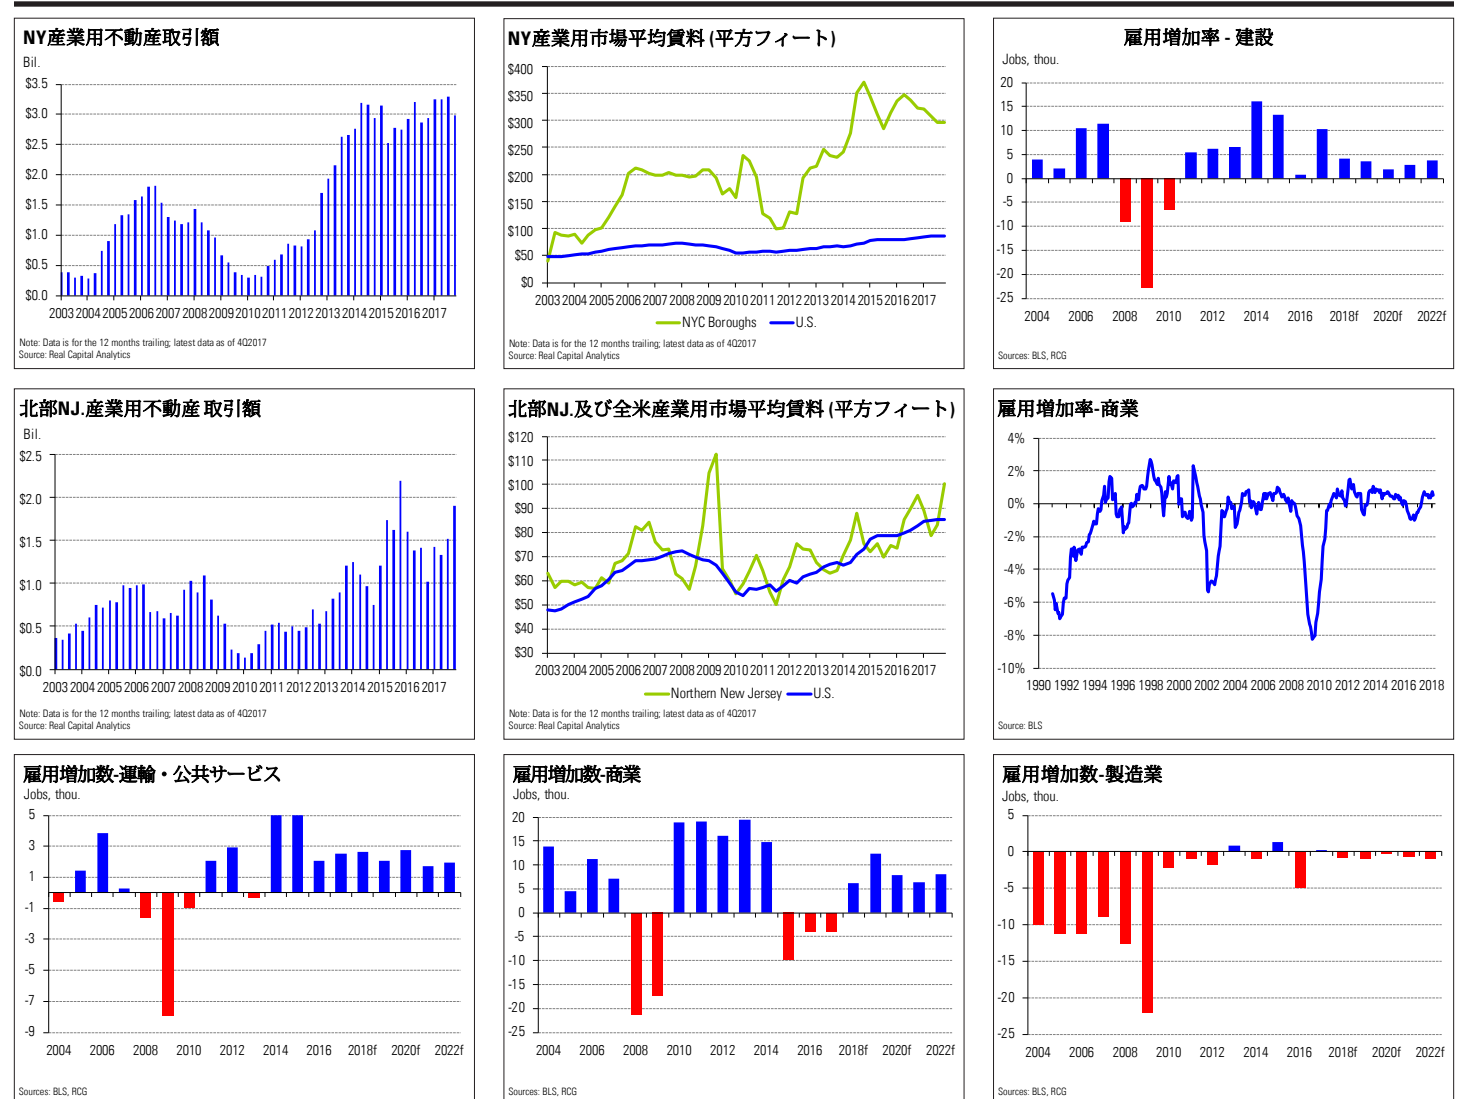 NY産業用不動産取引額
Bil.
$3.5
$3.0
$2.5
$2.0
$1.5
$1.0
$0.5
$0.0
2003 2004 2005 2006 2007 2008 2009 2010 2011 2012 2013 2014 2015 2016 2017
Note: Data is for the 12 months trailing; latest data as of 4Q2017
Source: Real Capital Analytics
NY産業用市場平均賃料 (平方フィート)
$400
$350
$300
$250
$200
$150
$100
$50
$0
2003 2004 2005 2006 2007 2008 2009 2010 2011 2012 2013 2014 2015 2016 2017
NYC Boroughs U.S.
Note: Data is for the 12 months trailing; latest data as of 4Q2017
Source: Real Capital Analytics
雇用増加率 - 建設
Jobs, thou.
20
15
10
5
0
-5
-10
-15
-20
-25
2004 2006 2008 2010 2012 2014 2016 2018f 2020f 2022f
Sources: BLS, RCG
北部NJ.産業用不動産 取引額
Bil.
$2.5
$2.0
$1.5
$1.0
$0.5
$0.0
2003 2004 2005 2006 2007 2008 2009 2010 2011 2012 2013 2014 2015 2016 2017
Note: Data is for the 12 months trailing; latest data as of 4Q2017
Source: Real Capital Analytics
北部NJ.及び全米産業用市場平均賃料 (平方フィート)
$120
$110
$100
$90
$80
$70
$60
$50
$40
$30
2003 2004 2005 2006 2007 2008 2009 2010 2011 2012 2013 2014 2015 2016 2017
Northern New Jersey U.S.
Note: Data is for the 12 months trailing; latest data as of 4Q2017
Source: Real Capital Analytics
雇用増加率-商業
4%
2%
0%
-2%
-4%
-6%
-8%
-10%
1990 1992 1994 1996 1998 2000 2002 2004 2006 2008 2010 2012 2014 2016 2018
Source: BLS
雇用増加数-運輸・公共サービス
Jobs, thou.
5
3
1
-1
-3
-5
-7
-9
2004 2006 2008 2010 2012 2014 2016 2018f 2020f 2022f
Sources: BLS, RCG
雇用増加数-商業
Jobs, thou.
20
15
10
5
0
-5
-10
-15
-20
-25
2004 2006 2008 2010 2012 2014 2016 2018f 2020f 2022f
Sources: BLS, RCG
雇用増加数-製造業
Jobs, thou.
5
0
-5
-10
-15
-20
-25
2004 2006 2008 2010 2012 2014 2016 2018f 2020f 2022f
Sources: BLS, RCG